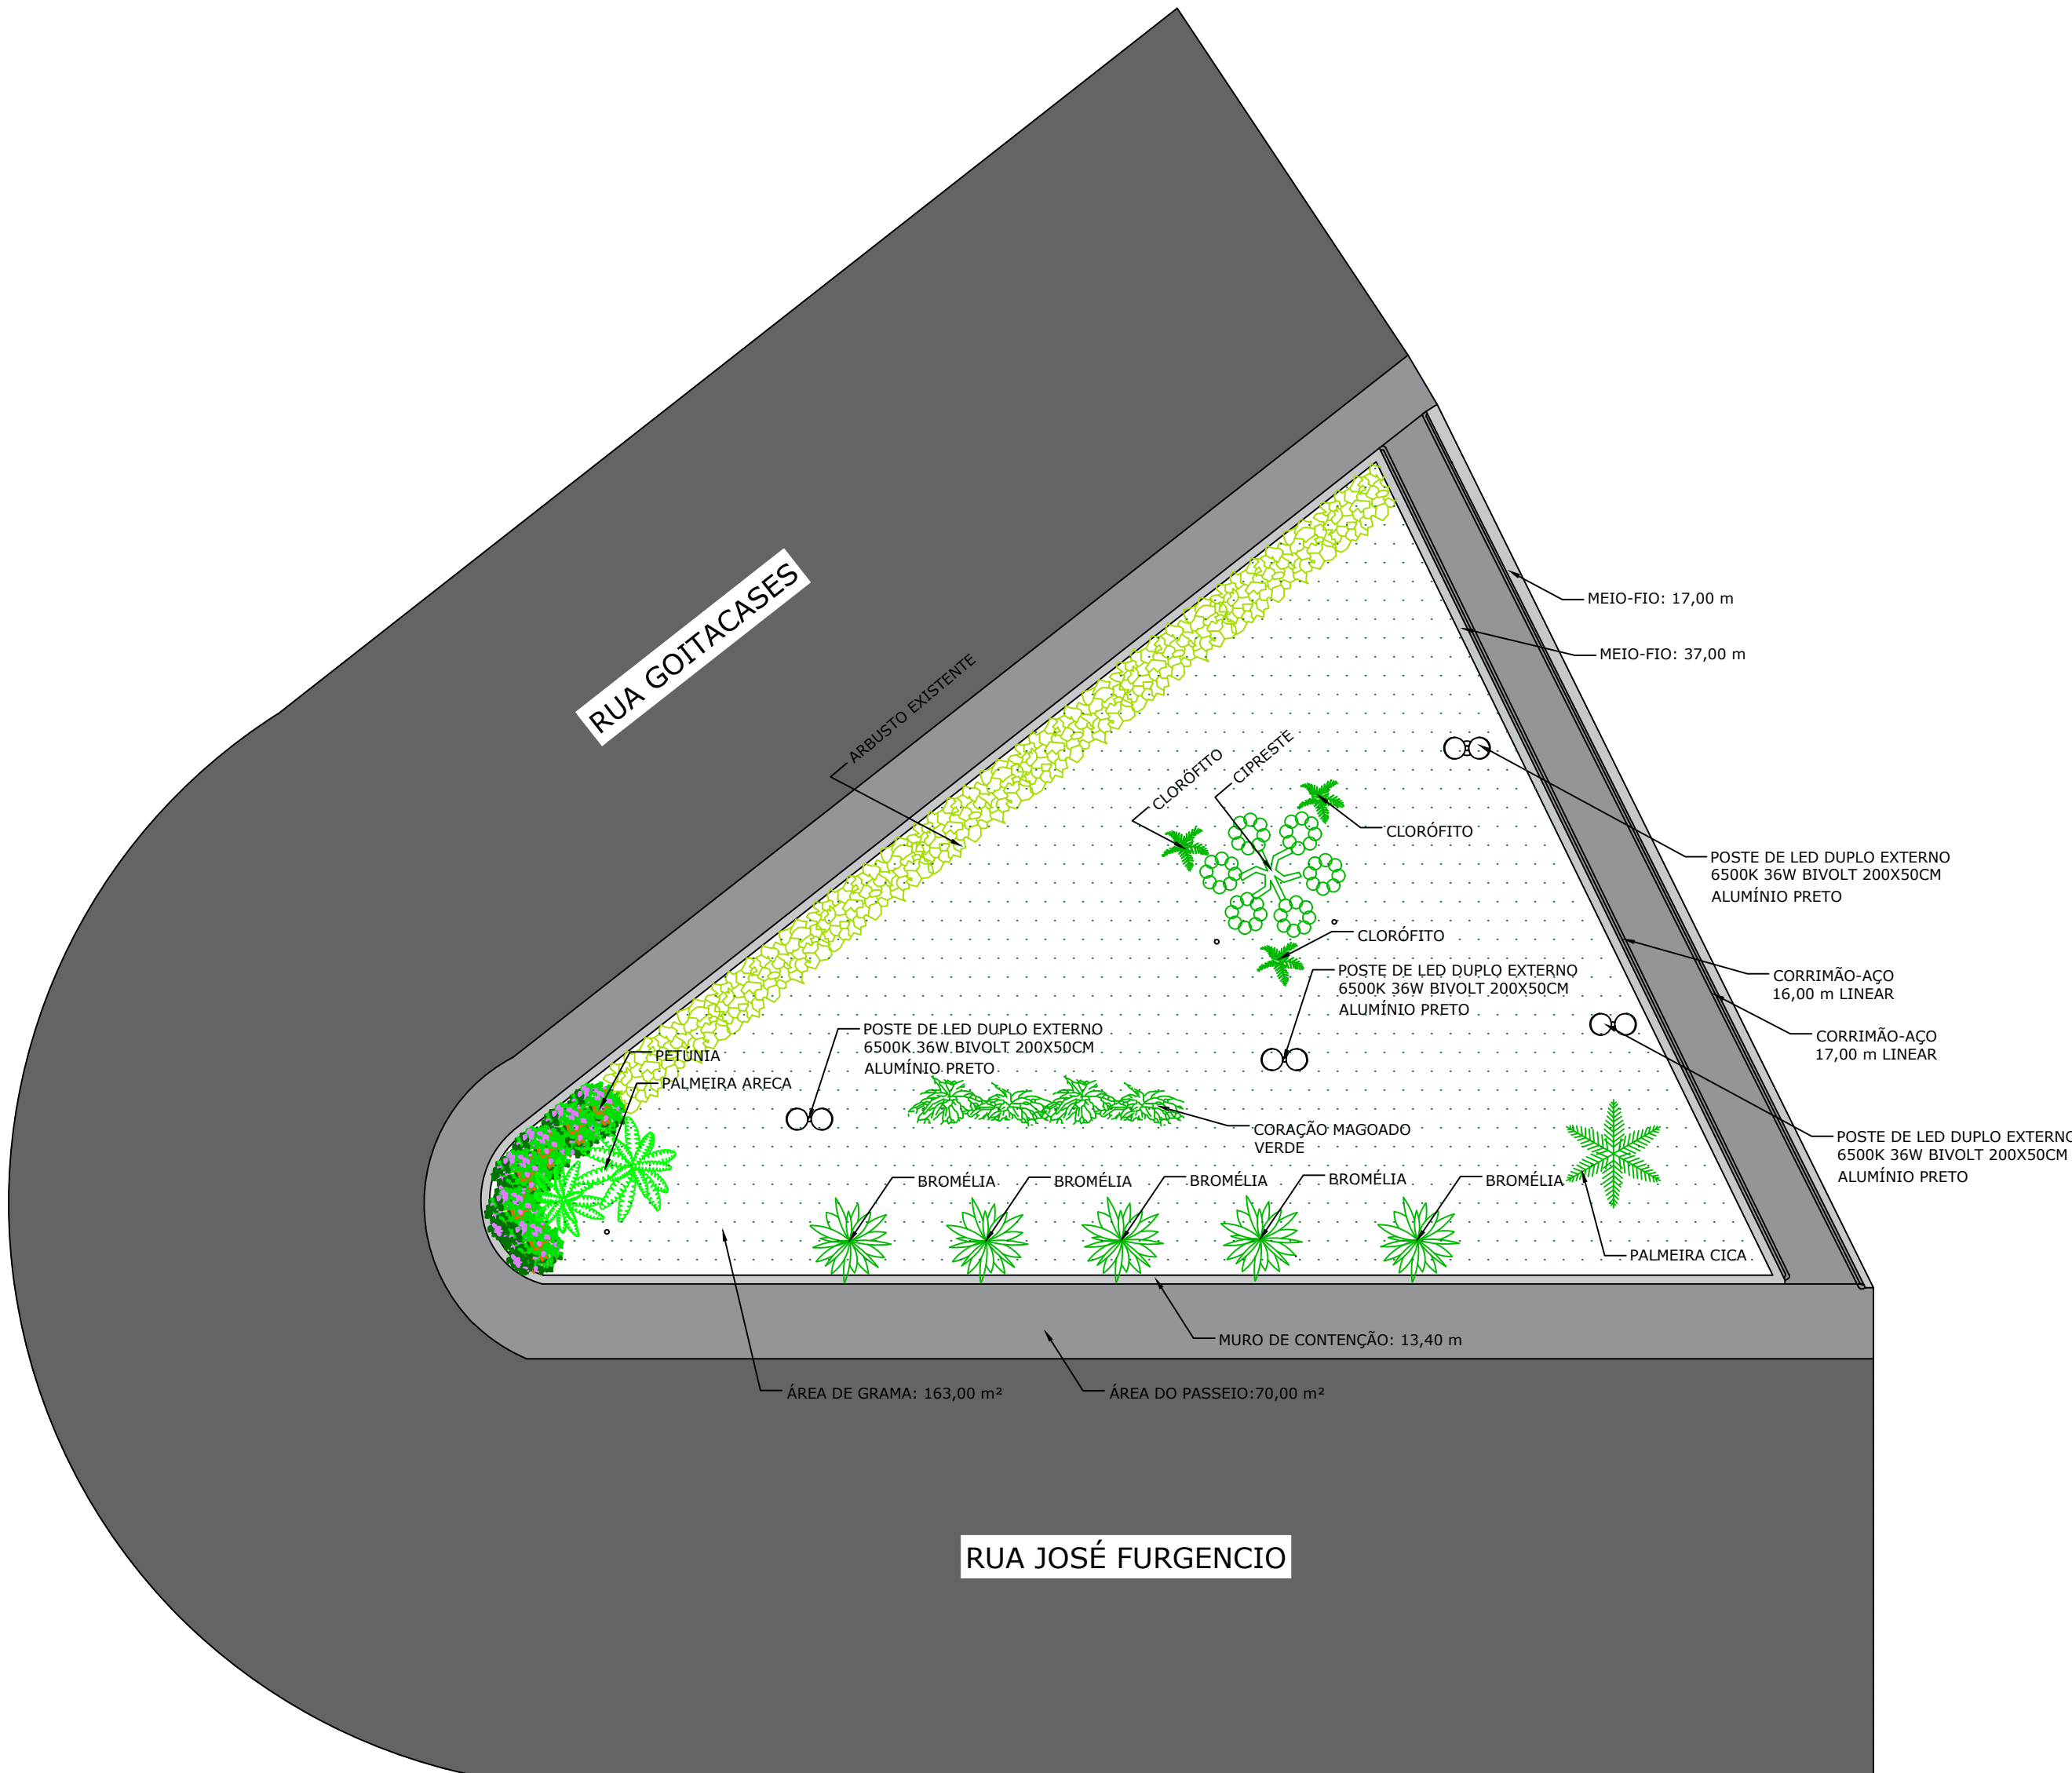 RUA GOITACASES
ARBUSTO EXISTENTE
MEIO-FIO: 17,00 m
MEIO-FIO: 37,00 m
CLORÓFITO
CIPRESTE
CLORÓFITO
POSTE DE LED DUPLO EXTERNO
6500K 36W BIVOLT 200X50CM
ALUMÍNIO PRETO
CLORÓFITO
POSTE DE LED DUPLO EXTERNO
6500K 36W BIVOLT 200X50CM
ALUMÍNIO PRETO
CORRIMÃO-AÇO
16,00 m LINEAR
CORRIMÃO-AÇO
17,00 m LINEAR
POSTE DE LED DUPLO EXTERNO
6500K 36W BIVOLT 200X50CM
ALUMÍNIO PRETO
PETÚNIA
PALMEIRA ARECA
CORAÇÃO MAGOADO
VERDE
POSTE DE LED DUPLO EXTERNO
6500K 36W BIVOLT 200X50CM
ALUMÍNIO PRETO
BROMÉLIA
BROMÉLIA
BROMÉLIA
BROMÉLIA
BROMÉLIA
PALMEIRA CICA
MURO DE CONTENÇÃO: 13,40 m
ÁREA DE GRAMA: 163,00 m²
ÁREA DO PASSEIO:70,00 m²
RUA JOSÉ FURGENCIO